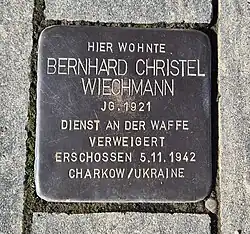 HIER WOHNTE
BERNHARD CHRISTEL
WIECHMANN
JG. 1921
DIENST AN DER WAFFE
VERWEIGERT
ERSCHOSSEN 5.11.1942
CHARKOW/UKRAINE